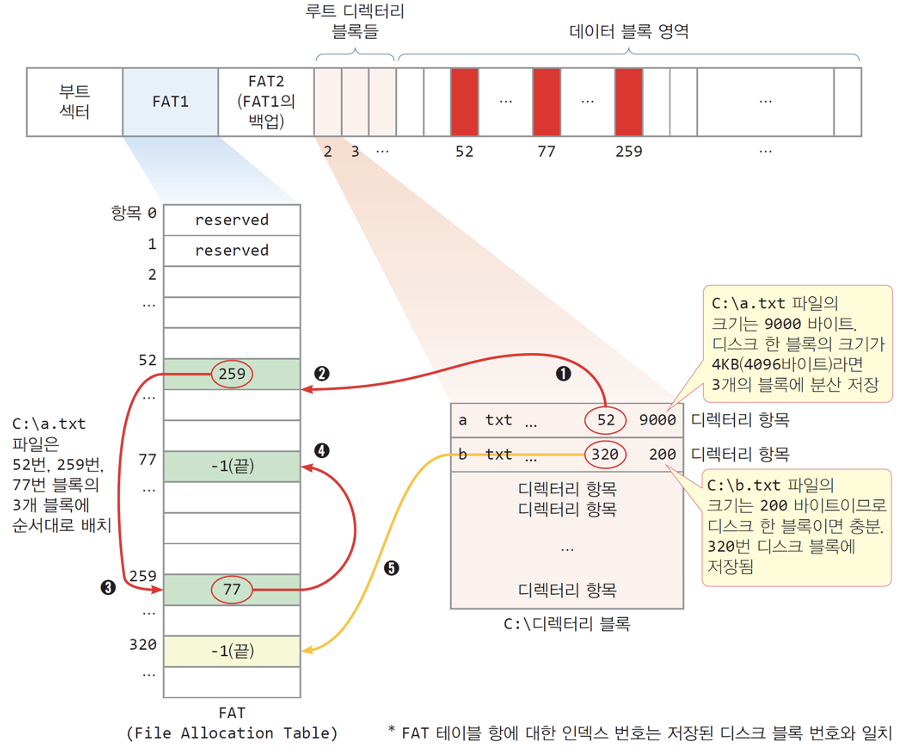 루트 디렉터리
블록들
데이터 블록 영역
부트
섹터
FAT1
FAT2
(FAT1의
백업)
...
...
...
2 3 ... 52 77 259 ...
항목 0
reserved
1
reserved
2
...
52
259
...
77
-1(끝)
...
259
77
...
320
-1(끝)
...
FAT
(File Allocation Table)
C:\a.txt
파일은
52번, 259번,
77번 블록의
3개 블록에
순서대로 배치
❶
❷
❸
❹
❺
C:\a.txt 파일의
크기는 9000 바이트.
디스크 한 블록의 크기가
4KB(4096바이트)라면
3개의 블록에 분산 저장
a txt ... 52 9000 디렉터리 항목
b txt ... 320 200 디렉터리 항목
디렉터리 항목
디렉터리 항목
...
디렉터리 항목
C:\디렉터리 블록
C:\b.txt 파일의
크기는 200 바이트이므로
디스크 한 블록이면 충분.
320번 디스크 블록에
저장됨
* FAT 테이블 항에 대한 인덱스 번호는 저장된 디스크 블록 번호와 일치